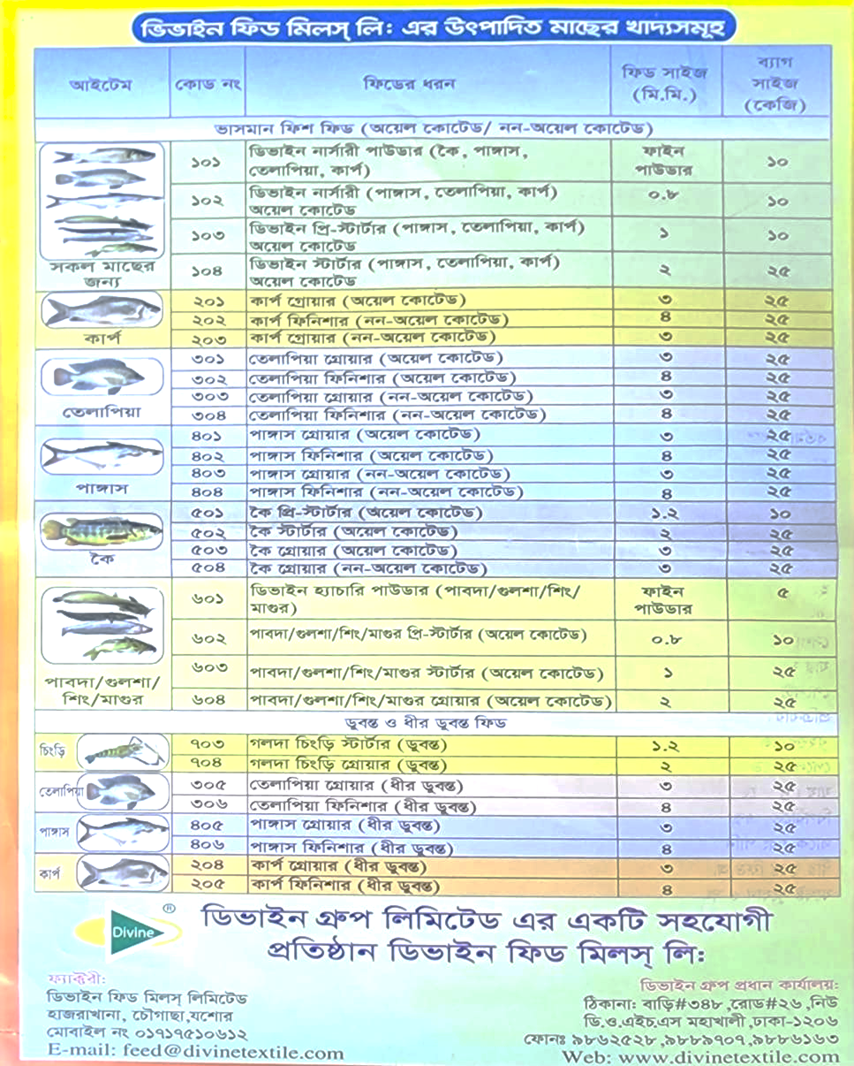 ডিভাইন ফিড মিলস্ লিঃ এর উৎপাদিত মাছের খাদ্যসমূহ
আইটেম কোড নং ফিডের ধরন ফিড সাইজ (মি.মি.) ব্যাগ সাইজ (কেজি)
ভাসমান ফিশ ফিড (অয়েল কোটেড/ নন-অয়েল কোটেড)
সকল মাছের জন্য
১০১ ডিভাইন নার্সারী পাউডার (কৈ, পাঙ্গাস, তেলাপিয়া, কার্প) ফাইন পাউডার ১০
১০২ ডিভাইন নার্সারী (পাঙ্গাস, তেলাপিয়া, কার্প) অয়েল কোটেড ০.৮ ১০
১০৩ ডিভাইন প্রি-স্টার্টার (পাঙ্গাস, তেলাপিয়া, কার্প) অয়েল কোটেড ১ ১০
১০৪ ডিভাইন স্টার্টার (পাঙ্গাস, তেলাপিয়া, কার্প) অয়েল কোটেড ২ ২৫
কার্প
২০১ কার্প গ্রোয়ার (অয়েল কোটেড) ৩ ২৫
২০২ কার্প ফিনিশার (নন-অয়েল কোটেড) ৪ ২৫
২০৩ কার্প গ্রোয়ার (নন-অয়েল কোটেড) ৩ ২৫
তেলাপিয়া
৩০১ তেলাপিয়া গ্রোয়ার (অয়েল কোটেড) ৩ ২৫
৩০২ তেলাপিয়া ফিনিশার (অয়েল কোটেড) ৪ ২৫
৩০৩ তেলাপিয়া গ্রোয়ার (নন-অয়েল কোটেড) ৩ ২৫
৩০৪ তেলাপিয়া ফিনিশার (নন-অয়েল কোটেড) ৪ ২৫
পাঙ্গাস
৪০১ পাঙ্গাস গ্রোয়ার (অয়েল কোটেড) ৩ ২৫
৪০২ পাঙ্গাস ফিনিশার (অয়েল কোটেড) ৪ ২৫
৪০৩ পাঙ্গাস গ্রোয়ার (নন-অয়েল কোটেড) ৩ ২৫
৪০৪ পাঙ্গাস ফিনিশার (নন-অয়েল কোটেড) ৪ ২৫
কৈ
৫০১ কৈ প্রি-স্টার্টার (অয়েল কোটেড) ১.২ ১০
৫০২ কৈ স্টার্টার (অয়েল কোটেড) ২ ২৫
৫০৩ কৈ গ্রোয়ার (অয়েল কোটেড) ৩ ২৫
৫০৪ কৈ গ্রোয়ার (নন-অয়েল কোটেড) ৩ ২৫
পাবদা/গুলশা/
শিং/মাগুর
৬০১ ডিভাইন হ্যাচারি পাউডার (পাবদা/গুলশা/শিং/মাগুর) ফাইন পাউডার ৫
৬০২ পাবদা/গুলশা/শিং/মাগুর প্রি-স্টার্টার (অয়েল কোটেড) ০.৮ ১০
৬০৩ পাবদা/গুলশা/শিং/মাগুর স্টার্টার (অয়েল কোটেড) ১ ২৫
৬০৪ পাবদা/গুলশা/শিং/মাগুর গ্রোয়ার (অয়েল কোটেড) ২ ২৫
ডুবন্ত ও ধীর ডুবন্ত ফিড
চিংড়ি
৭০৩ গলদা চিংড়ি স্টার্টার (ডুবন্ত) ১.২ ১০
৭০৪ গলদা চিংড়ি গ্রোয়ার (ডুবন্ত) ২ ২৫
তেলাপিয়া
৩০৫ তেলাপিয়া গ্রোয়ার (ধীর ডুবন্ত) ৩ ২৫
৩০৬ তেলাপিয়া ফিনিশার (ধীর ডুবন্ত) ৪ ২৫
পাঙ্গাস
৪০৫ পাঙ্গাস গ্রোয়ার (ধীর ডুবন্ত) ৩ ২৫
৪০৬ পাঙ্গাস ফিনিশার (ধীর ডুবন্ত) ৪ ২৫
কার্প
২০৪ কার্প গ্রোয়ার (ধীর ডুবন্ত) ৩ ২৫
২০৫ কার্প ফিনিশার (ধীর ডুবন্ত) ৪ ২৫
Divine ®
ডিভাইন গ্রুপ লিমিটেড এর একটি সহযোগী
প্রতিষ্ঠান ডিভাইন ফিড মিলস্ লি:
ফ্যাক্টরী:
ডিভাইন ফিড মিলস্ লিমিটেড
হাজরাখানা, চৌগাছা,যশোর
মোবাইল নং ০১৭১৭৫১০৬১২
E-mail: feed@divinetextile.com
ডিভাইন গ্রুপ প্রধান কার্যালয়:
ঠিকানা: বাড়ি#৩৪৮,রোড#২৬,নিউ
ডি.ও.এইচ.এস মহাখালী,ঢাকা-১২০৬
ফোনঃ ৯৮৬২৫২৮,৯৮৮৯৭০৭,৯৮৮৬১৬৩
Web: www.divinetextile.com